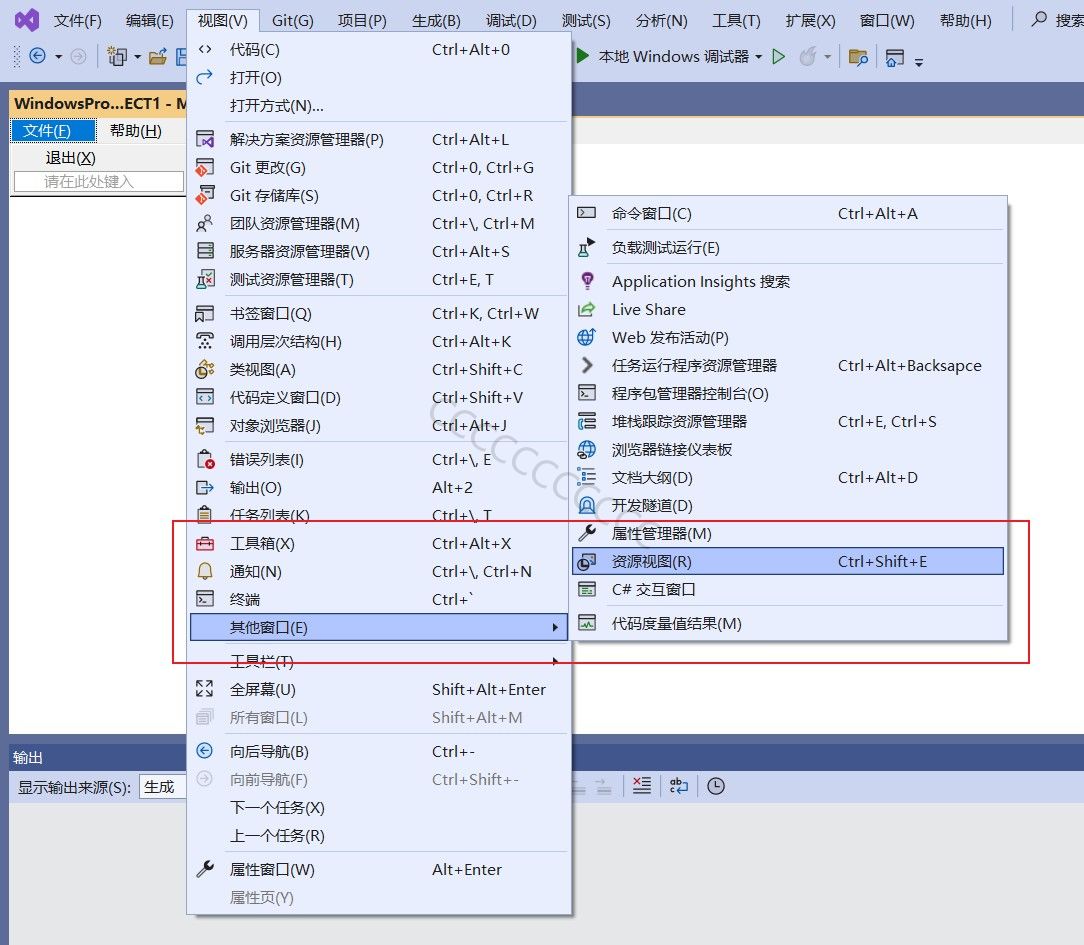 文件(F) 编辑(E) 视图(V) Git(G) 项目(P) 生成(B) 调试(D) 测试(S) 分析(N) 工具(T) 扩展(X) 窗口(W) 帮助(H) 搜索
本地 Windows 调试器
WindowsPro...ECT1 - M
文件(F) 帮助(H)
退出(X)
请在此处键入
代码(C) Ctrl+Alt+0
打开(O)
打开方式(N)...
解决方案资源管理器(P) Ctrl+Alt+L
Git 更改(G) Ctrl+0, Ctrl+G
Git 存储库(S) Ctrl+0, Ctrl+R
团队资源管理器(M) Ctrl+\, Ctrl+M
服务器资源管理器(V) Ctrl+Alt+S
测试资源管理器(T) Ctrl+E, T
书签窗口(Q) Ctrl+K, Ctrl+W
调用层次结构(H) Ctrl+Alt+K
类视图(A) Ctrl+Shift+C
代码定义窗口(D) Ctrl+Shift+V
对象浏览器(J) Ctrl+Alt+J
错误列表(I) Ctrl+\, E
输出(O) Alt+2
任务列表(K) Ctrl+\, T
工具箱(X) Ctrl+Alt+X
通知(N) Ctrl+\, Ctrl+N
终端 Ctrl+`
其他窗口(E)
工具栏(T)
全屏幕(U) Shift+Alt+Enter
所有窗口(L) Shift+Alt+M
向后导航(B) Ctrl+-
向前导航(F) Ctrl+Shift+-
下一个任务(X)
上一个任务(R)
属性窗口(W) Alt+Enter
属性页(Y)
命令窗口(C) Ctrl+Alt+A
负载测试运行(E)
Application Insights 搜索
Live Share
Web 发布活动(P)
任务运行程序资源管理器 Ctrl+Alt+Backsapce
程序包管理器控制台(O)
堆栈跟踪资源管理器 Ctrl+E, Ctrl+S
浏览器链接仪表板
文档大纲(D) Ctrl+Alt+D
开发隧道(D)
属性管理器(M)
资源视图(R) Ctrl+Shift+E
C# 交互窗口
代码度量值结果(M)
输出
显示输出来源(S): 生成